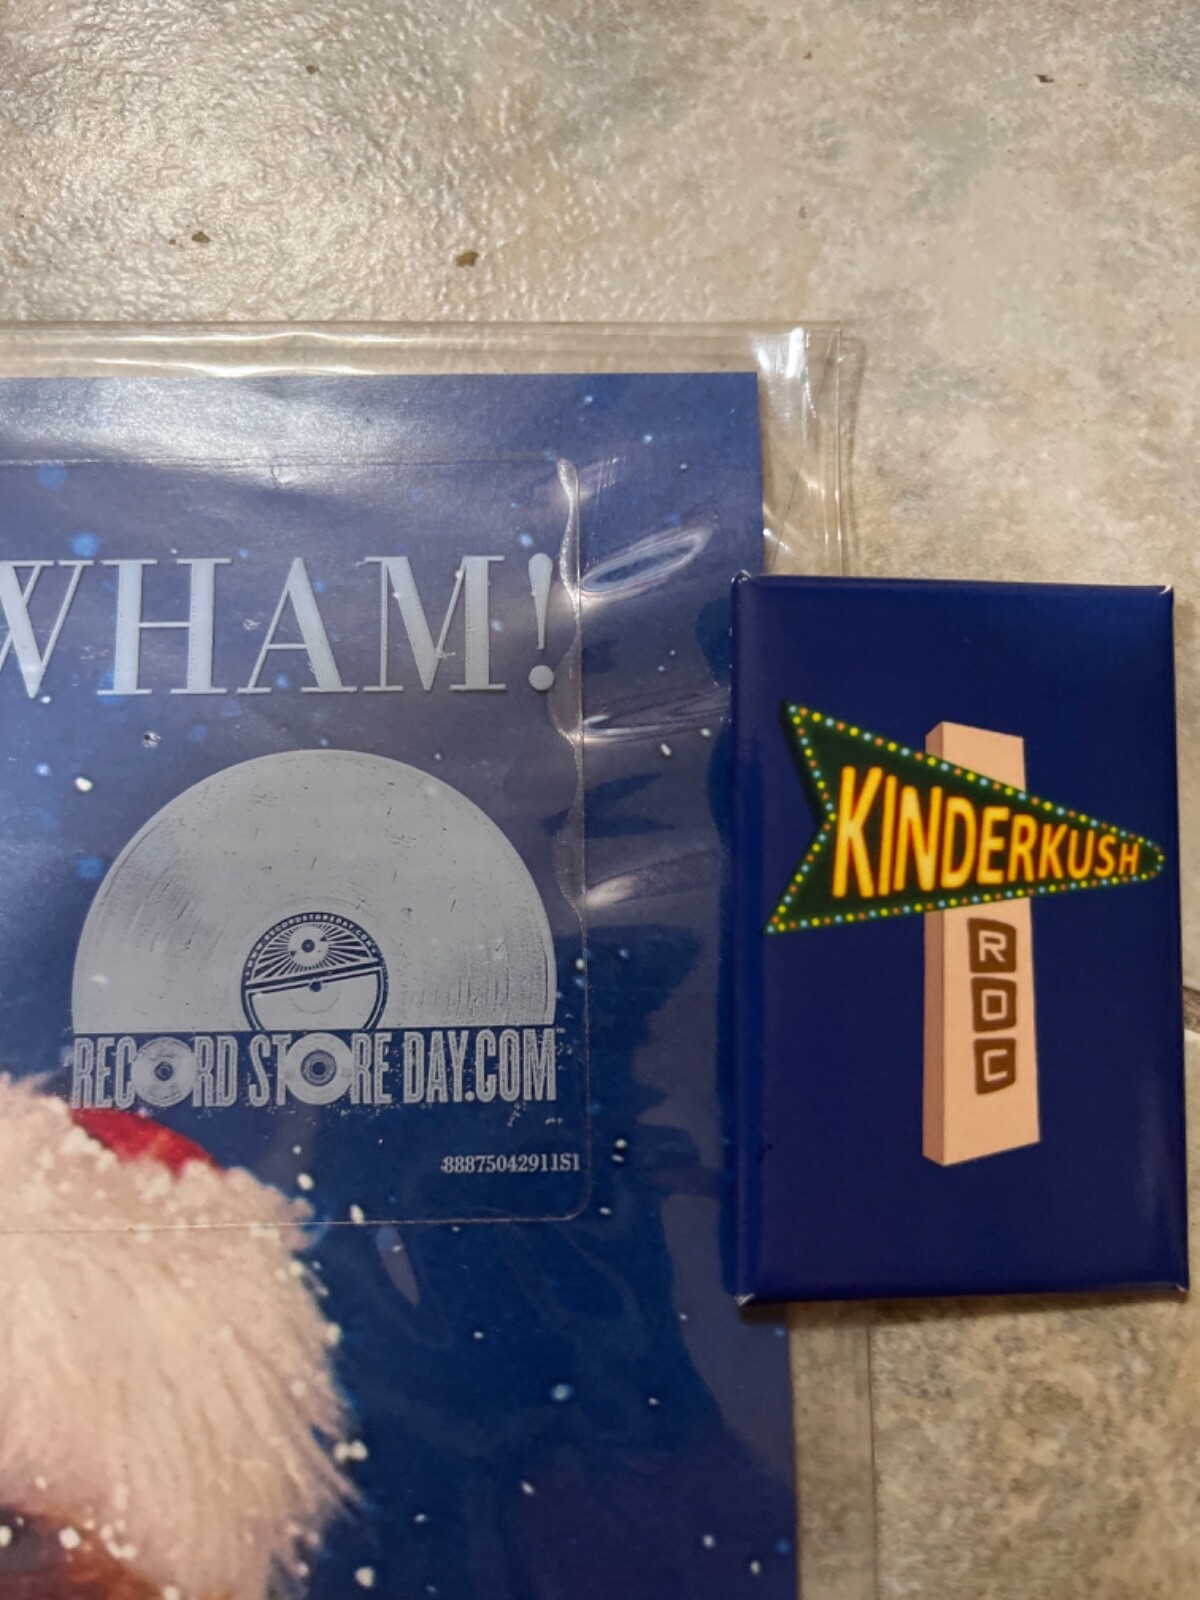 WHAM!
RECORD STORE DAY.COM
88875042911S1
KINDERKUSH
R
D
C